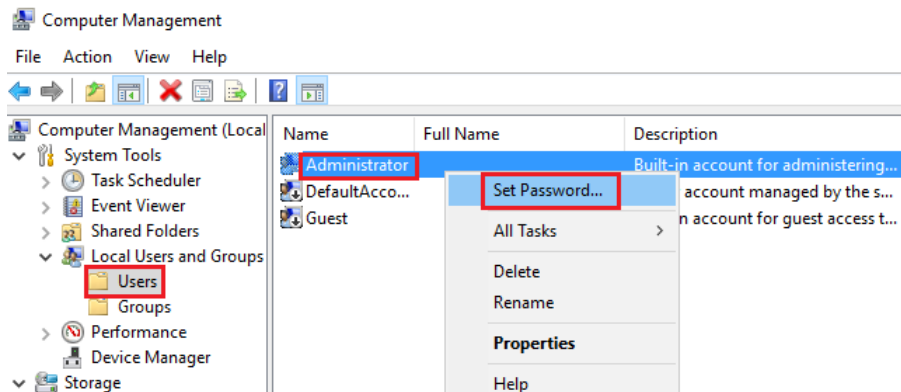 Computer Management
File Action View Help
Computer Management (Local
System Tools
Task Scheduler
Event Viewer
Shared Folders
Local Users and Groups
Users
Groups
Performance
Device Manager
Storage
Name Full Name Description
Administrator Built-in account for administering...
DefaultAcco... account managed by the s...
Guest n account for guest access t...
Set Password...
All Tasks
Delete
Rename
Properties
Help